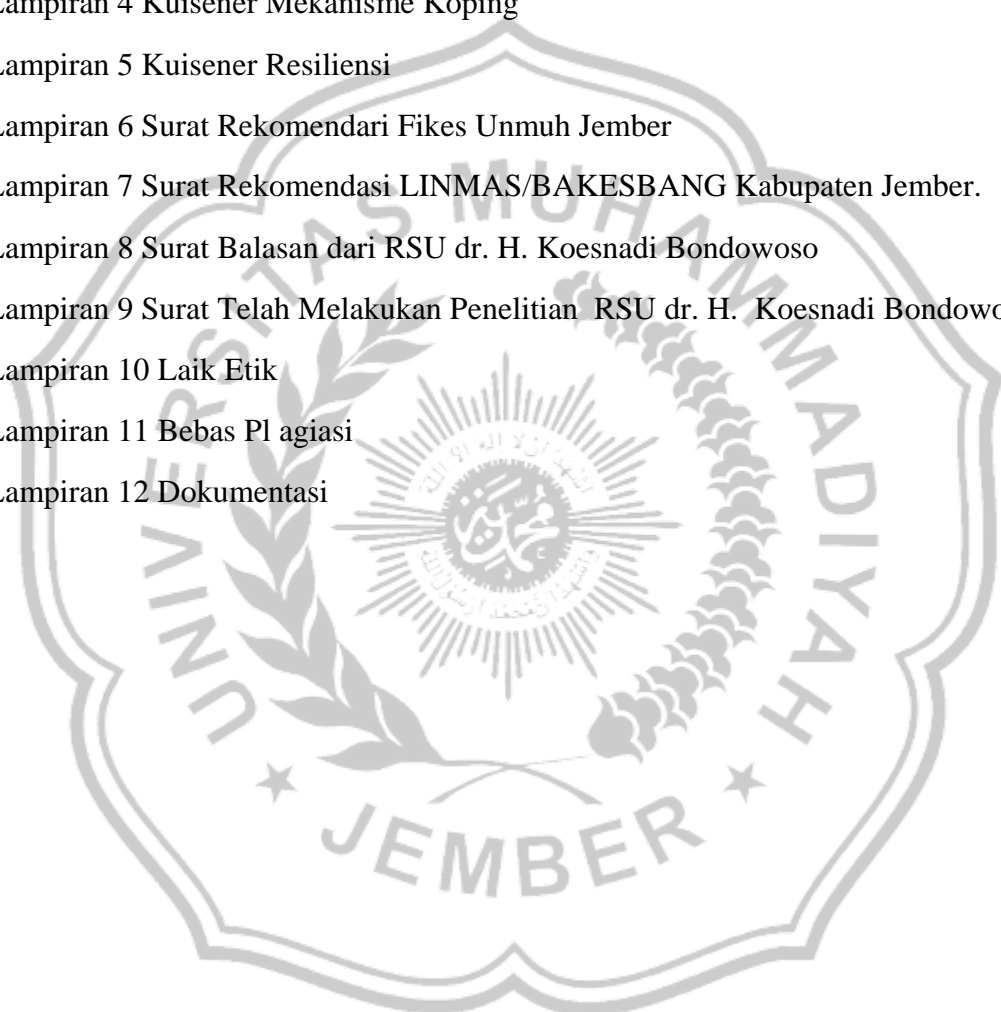 Lampiran 4 Kuisener Mekanisme Koping
Lampiran 5 Kuisener Resiliensi
Lampiran 6 Surat Rekomendari Fikes Unmuh Jember
Lampiran 7 Surat Rekomendasi LINMAS/BAKESBANG Kabupaten Jember.
Lampiran 8 Surat Balasan dari RSU dr. H. Koesnadi Bondowoso
Lampiran 9 Surat Telah Melakukan Penelitian RSU dr. H. Koesnadi Bondowo
Lampiran 10 Laik Etik
Lampiran 11 Bebas Pl agiasi
Lampiran 12 Dokumentasi
UNIVERSITAS MUHAMMADIYAH
JEMBER